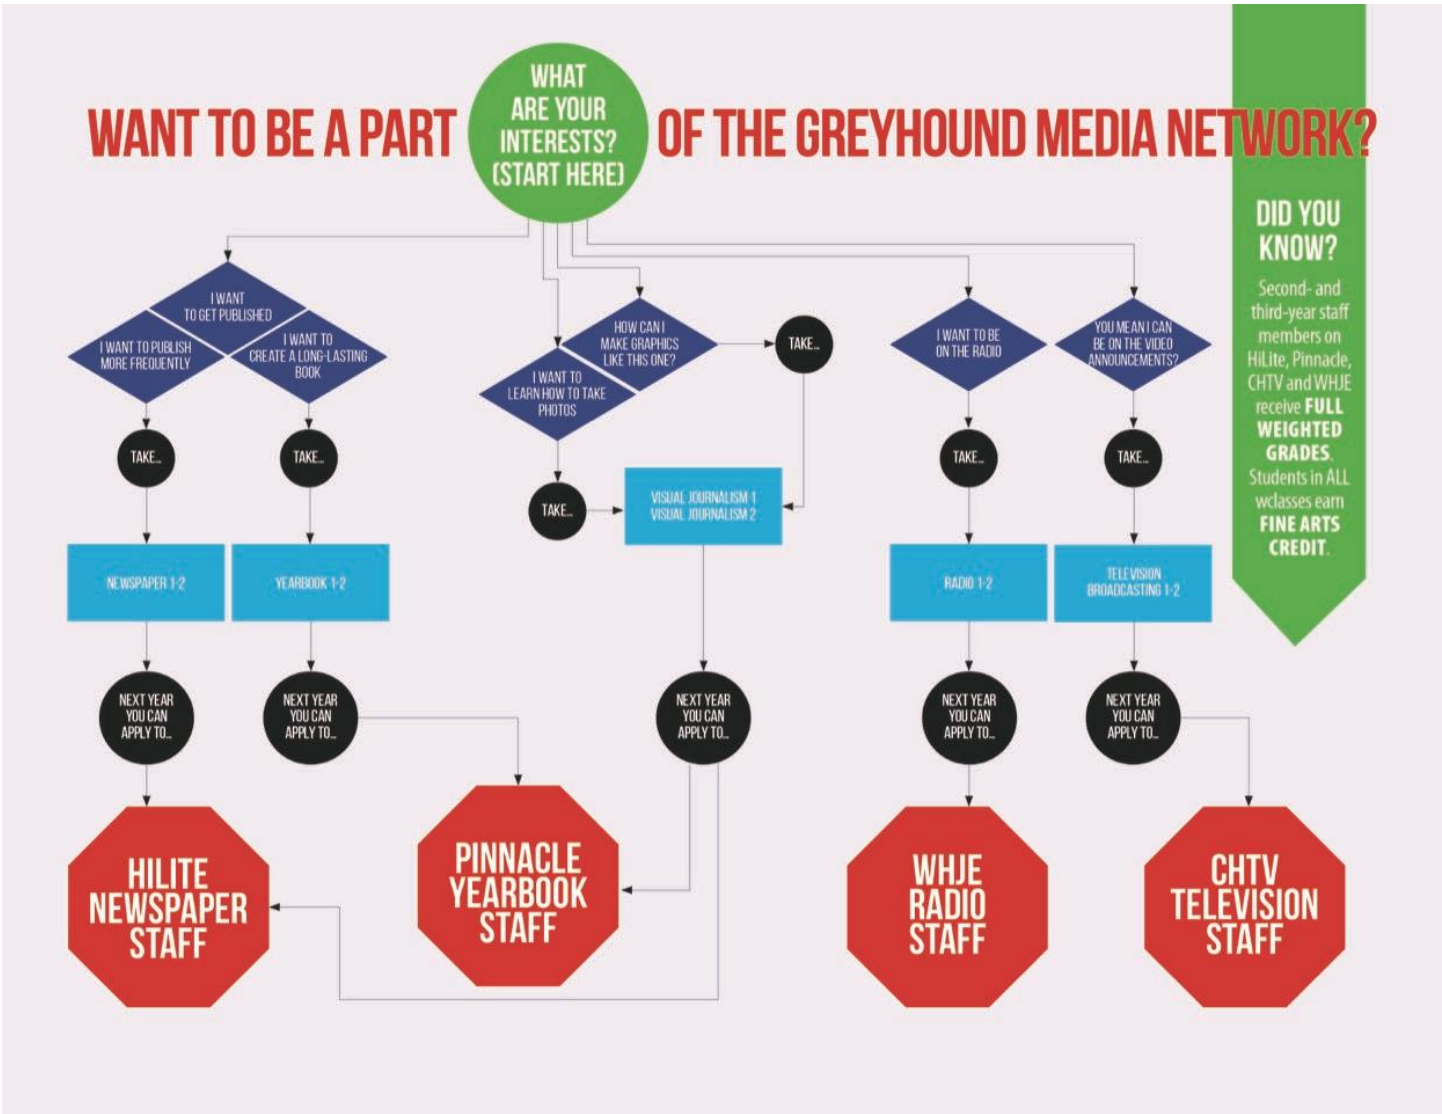 WANT TO BE A PART
WHAT
ARE YOUR
INTERESTS?
(START HERE)
OF THE GREYHOUND MEDIA NETWORK?
DID YOU
KNOW?
Second- and
third-year staff
members on
HiLite, Pinnacle,
CHTV and WHJE
receive FULL
WEIGHTED
GRADES.
Students in ALL
wclasses earn
FINE ARTS
CREDIT.
I WANT
TO GET PUBLISHED
I WANT TO PUBLISH
MORE FREQUENTLY
I WANT TO
CREATE A LONG-LASTING
BOOK
HOW CAN I
MAKE GRAPHICS
LIKE THIS ONE?
I WANT TO
LEARN HOW TO TAKE
PHOTOS
TAKE...
I WANT TO BE
ON THE RADIO
YOU MEAN I CAN
BE ON THE VIDEO
ANNOUNCEMENTS?
TAKE...
TAKE...
TAKE...
TAKE...
TAKE...
VISUAL JOURNALISM 1
VISUAL JOURNALISM 2
NEWSPAPER 1-2
YEARBOOK 1-2
RADIO 1-2
TELEVISION
BROADCASTING 1-2
NEXT YEAR
YOU CAN
APPLY TO...
NEXT YEAR
YOU CAN
APPLY TO...
NEXT YEAR
YOU CAN
APPLY TO...
NEXT YEAR
YOU CAN
APPLY TO...
NEXT YEAR
YOU CAN
APPLY TO...
HILITE
NEWSPAPER
STAFF
PINNACLE
YEARBOOK
STAFF
WHJE
RADIO
STAFF
CHTV
TELEVISION
STAFF